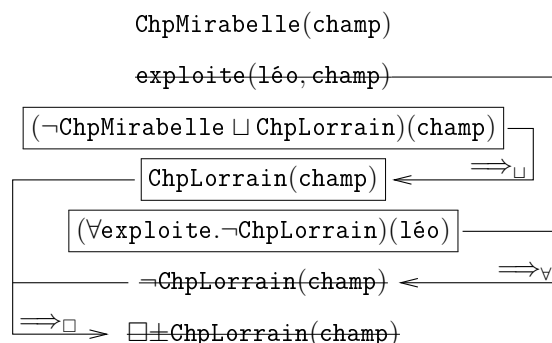 ChpMirabelle(champ)
exploite(léo, champ)
(¬ChpMirabelle ⊔ ChpLorrain)(champ)
⟹⊔
ChpLorrain(champ)
(∀exploite.¬ChpLorrain)(léo)
¬ChpLorrain(champ)
⟹∀
⟹□
□±ChpLorrain(champ)